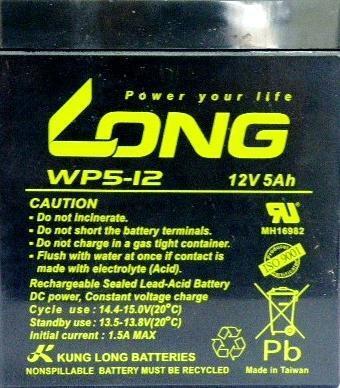 Power your life
LONG
WP5-12 12V 5Ah
CAUTION
- Do not incinerate.
- Do not short the battery terminals.
- Do not charge in a gas tight container.
- Flush with water at once if contact is
made with electrolyte (Acid).
MH16982
ISO 9001
Rechargeable Sealed Lead-Acid Battery
DC power, Constant voltage charge
Cycle use : 14.4-15.0V(20°C)
Standby use : 13.5-13.8V(20°C)
Initial current : 1.5A MAX
Pb
KUNG LONG BATTERIES
Made in Taiwan
NONSPILLABLE BATTERY MUST BE RECYCLED